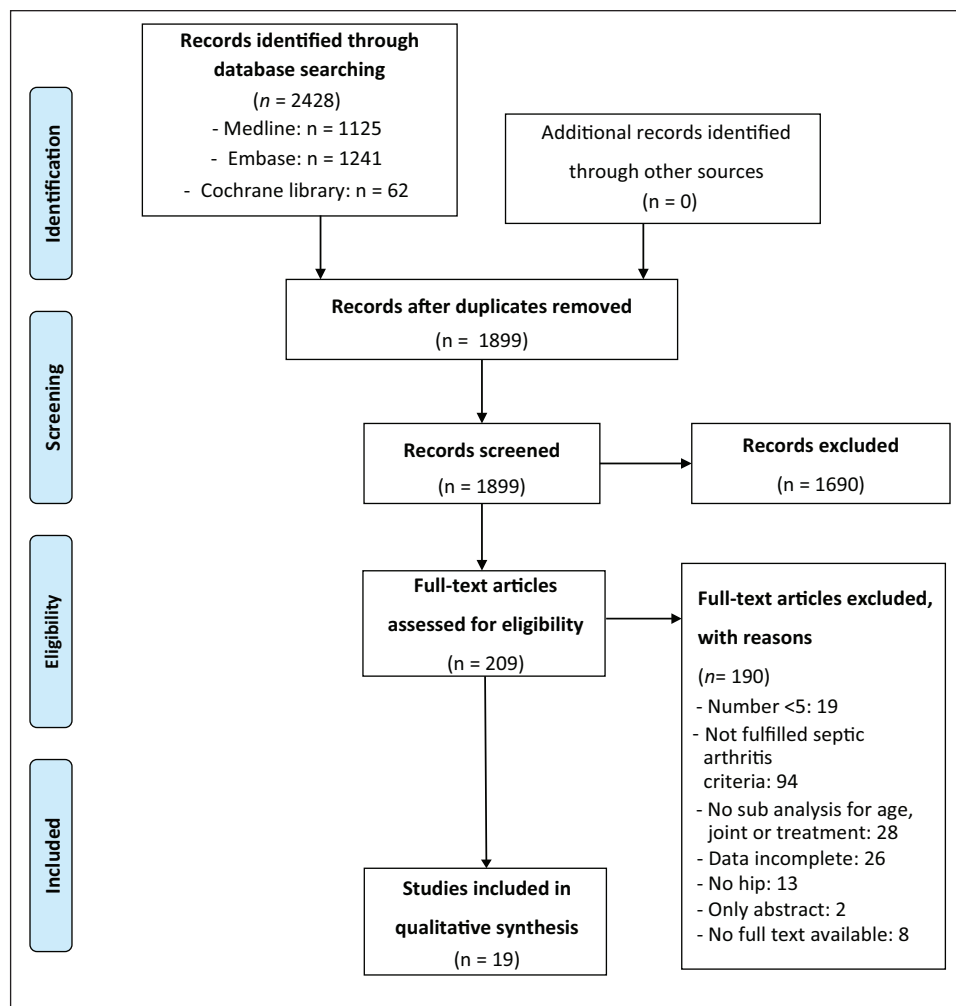 Records identified through
database searching
(n = 2428)
- Medline: n = 1125
- Embase: n = 1241
- Cochrane library: n = 62
Additional records identified
through other sources
(n = 0)
Identification
Records after duplicates removed
(n = 1899)
Screening
Records screened
(n = 1899)
Records excluded
(n = 1690)
Eligibility
Full-text articles
assessed for eligibility
(n = 209)
Full-text articles excluded,
with reasons
(n= 190)
- Number <5: 19
- Not fulfilled septic
arthritis
criteria: 94
- No sub analysis for age,
joint or treatment: 28
- Data incomplete: 26
- No hip: 13
- Only abstract: 2
- No full text available: 8
Included
Studies included in
qualitative synthesis
(n = 19)